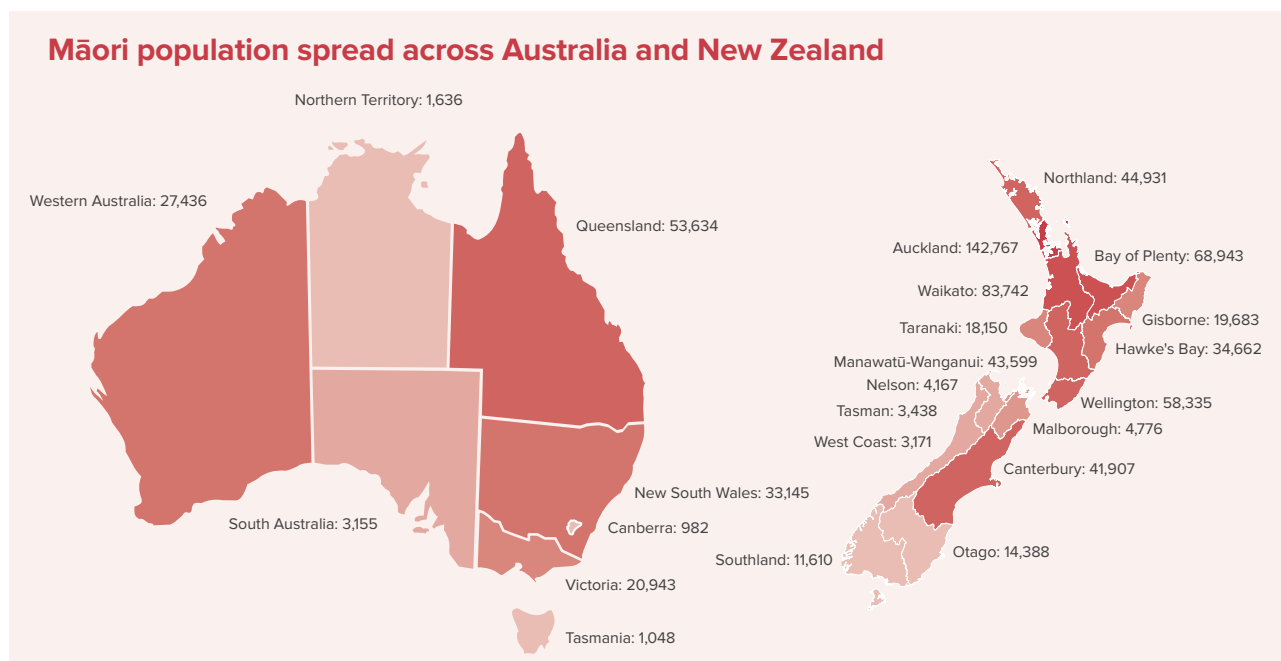 Māori population spread across Australia and New Zealand
Northern Territory: 1,636
Western Australia: 27,436
Queensland: 53,634
South Australia: 3,155
New South Wales: 33,145
Canberra: 982
Victoria: 20,943
Tasmania: 1,048
Northland: 44,931
Auckland: 142,767
Bay of Plenty: 68,943
Waikato: 83,742
Gisborne: 19,683
Taranaki: 18,150
Hawke's Bay: 34,662
Manawatū-Wanganui: 43,599
Nelson: 4,167
Wellington: 58,335
Tasman: 3,438
Malborough: 4,776
West Coast: 3,171
Canterbury: 41,907
Otago: 14,388
Southland: 11,610